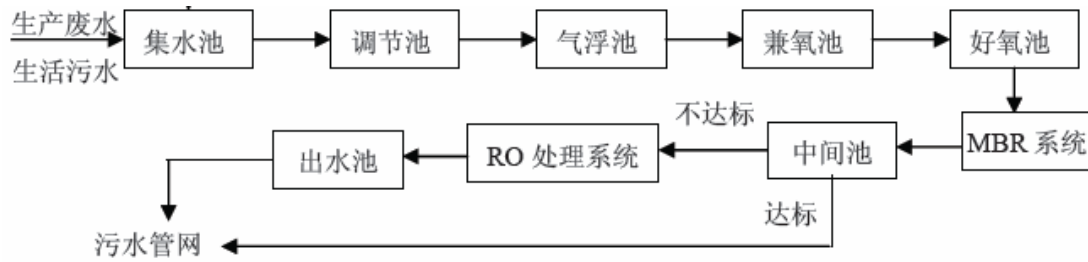 生产废水
生活污水
集水池
调节池
气浮池
兼氧池
好氧池
MBR 系统
中间池
不达标
达标
RO 处理系统
出水池
污水管网